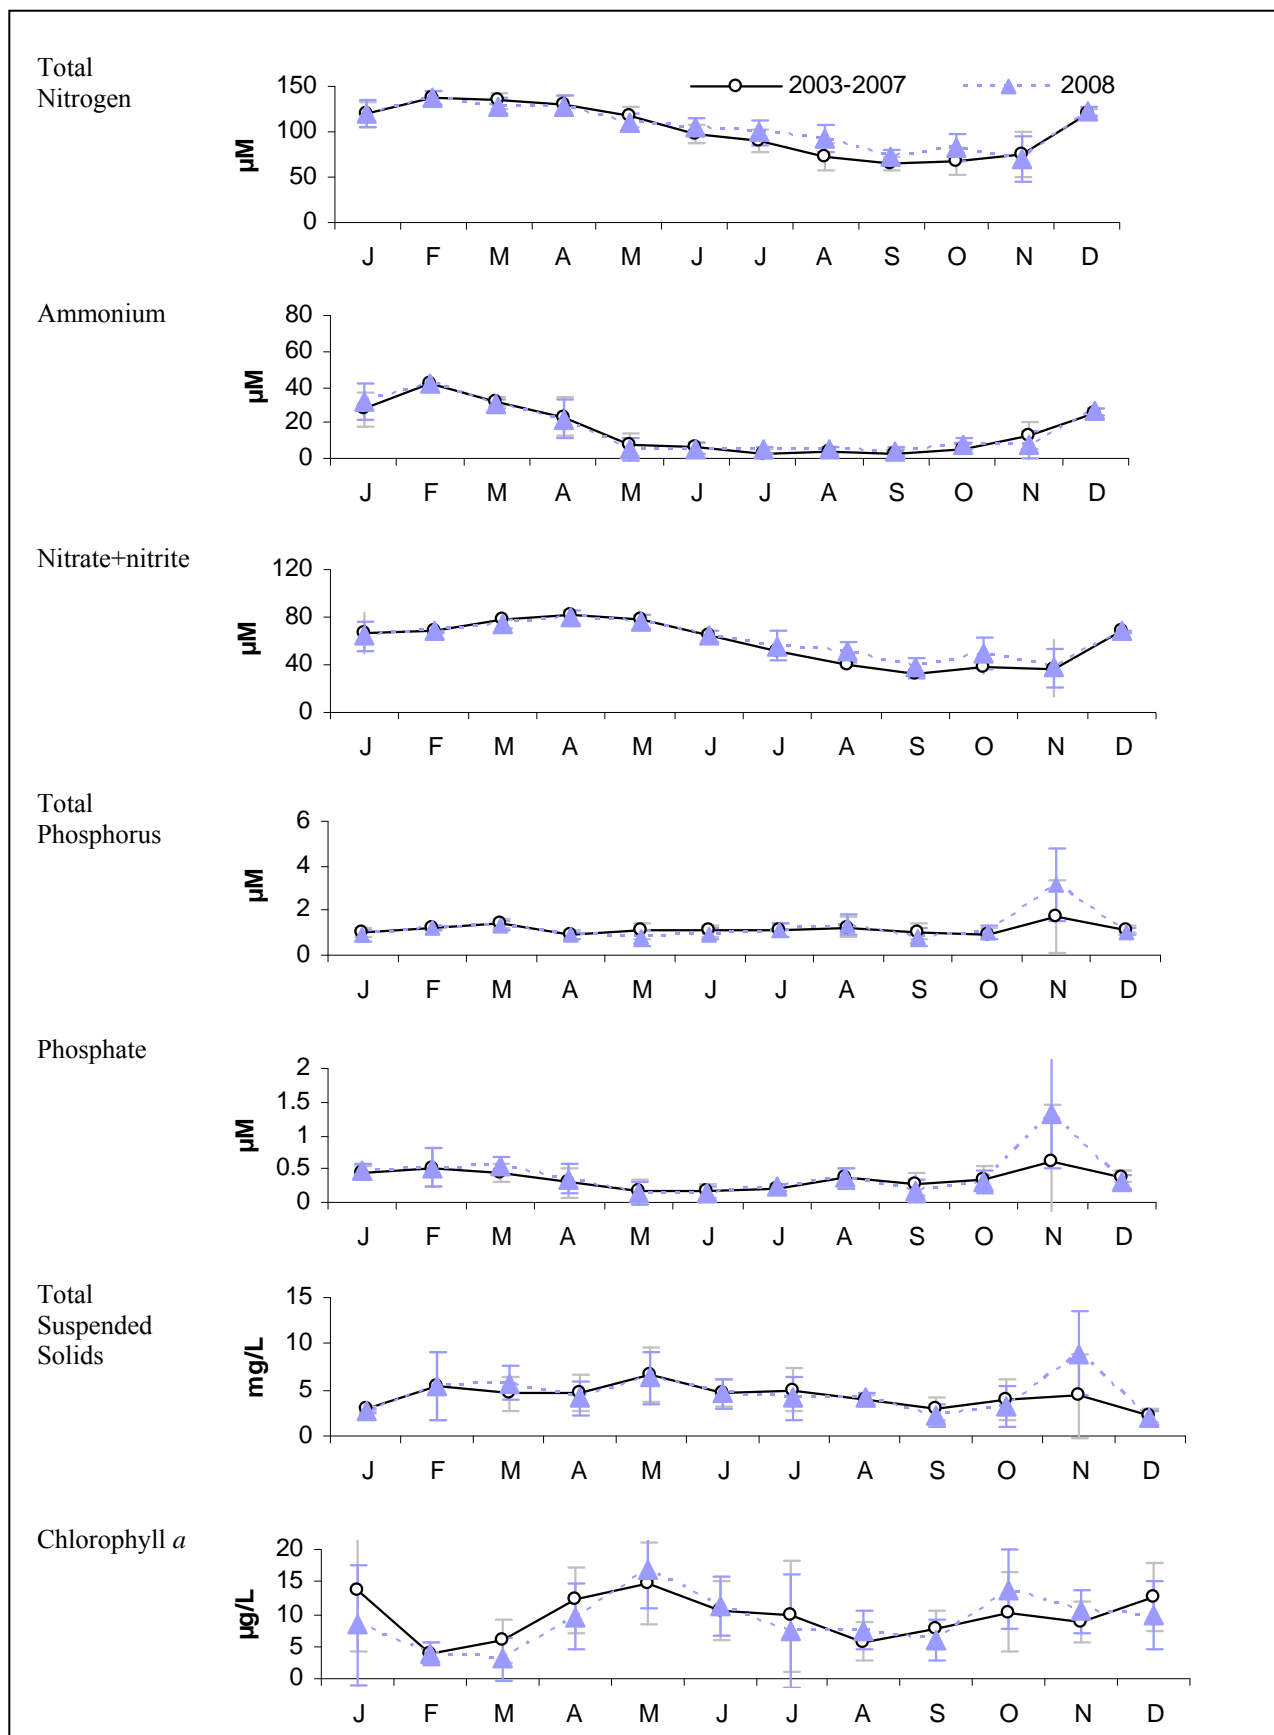 Total
Nitrogen
2003-2007 2008
µM
150
100
50
0
J F M A M J J A S O N D
Ammonium
µM
80
60
40
20
0
J F M A M J J A S O N D
Nitrate+nitrite
µM
120
80
40
0
J F M A M J J A S O N D
Total
Phosphorus
µM
6
4
2
0
J F M A M J J A S O N D
Phosphate
µM
2
1.5
1
0.5
0
J F M A M J J A S O N D
Total
Suspended
Solids
mg/L
15
10
5
0
J F M A M J J A S O N D
Chlorophyll a
µg/L
20
15
10
5
0
J F M A M J J A S O N D